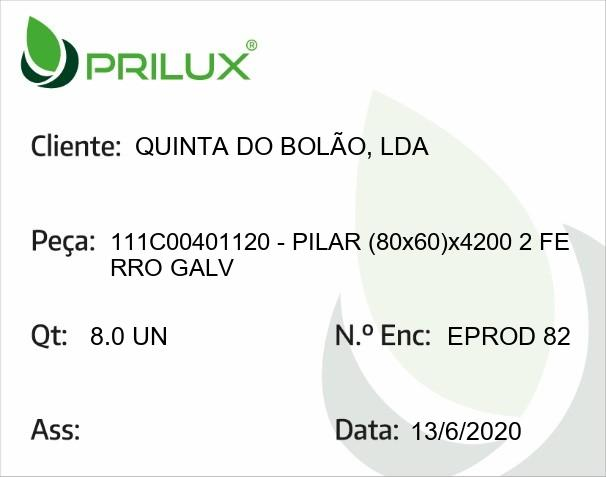 PRILUX®
Cliente: QUINTA DO BOLÃO, LDA
Peça: 111C00401120 - PILAR (80x60)x4200 2 FE
RRO GALV
Qt: 8.0 UN N.º Enc: EPROD 82
Ass: Data: 13/6/2020